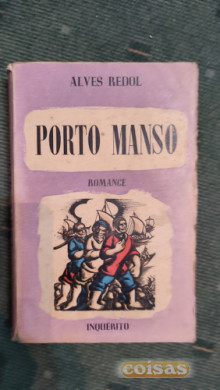 ALVES REDOL
PORTO MANSO
ROMANCE
INQUÉRITO
coisas